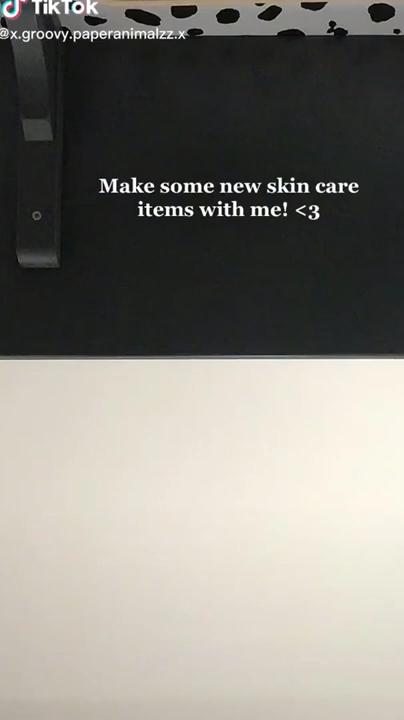 TikTok
@x.groovy.paperanimalzz.x
Make some new skin care
items with me! <3